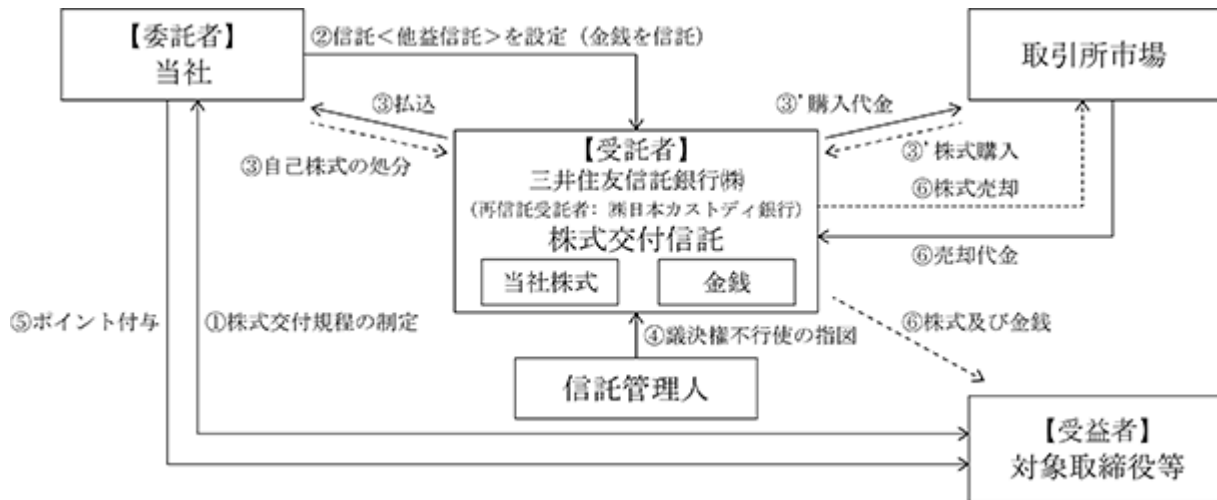 【委託者】
当社
②信託<他益信託>を設定（金銭を信託）
取引所市場
③払込
③'購入代金
【受託者】
三井住友信託銀行㈱
(再信託受託者：㈱日本カストディ銀行)
株式交付信託
当社株式
金銭
③自己株式の処分
③'株式購入
⑥株式売却
⑥売却代金
⑤ポイント付与
①株式交付規程の制定
④議決権不行使の指図
⑥株式及び金銭
信託管理人
【受益者】
対象取締役等